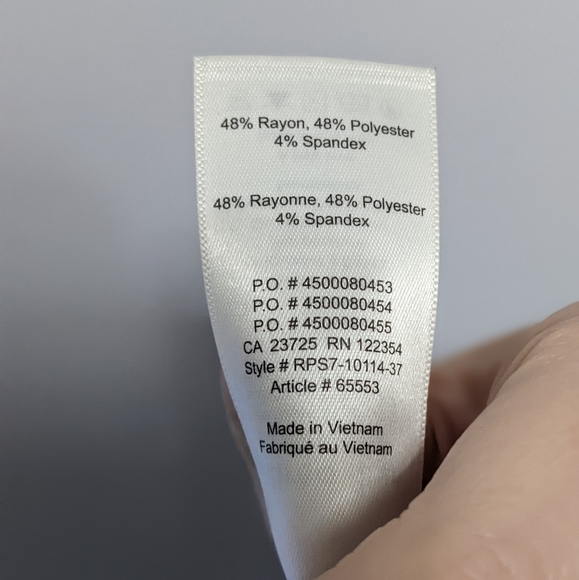 48% Rayon, 48% Polyester
4% Spandex
48% Rayonne, 48% Polyester
4% Spandex
P.O. # 4500080453
P.O. # 4500080454
P.O. # 4500080455
CA 23725 RN 122354
Style # RPS7-10114-37
Article # 65553
Made in Vietnam
Fabriqué au Vietnam